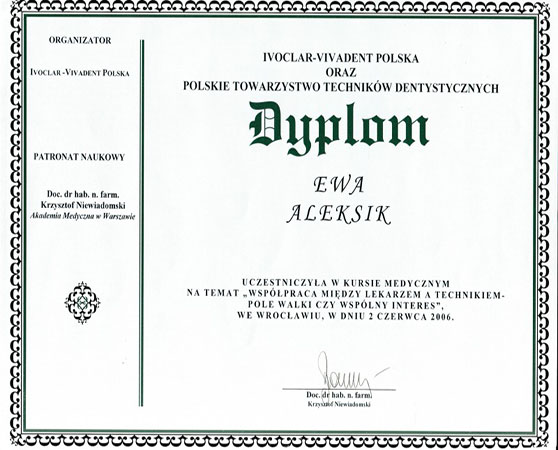 ORGANIZATOR
IVOCLAR -VIVADENT POLSKA
PATRONAT NAUKOWY
Doc. dr hab. n. farm.
Krzysztof Niewiadomski
Akademia Medyczna w Warszawie
IVOCLAR-VIVADENT POLSKA
ORAZ
POLSKIE TOWARZYSTWO TECHNIKÓW DENTYSTYCZNYCH
Dyplom
EWA
ALEKSIK
UCZESTNICZYŁA W KURSIE MEDYCZNYM
NA TEMAT „WSPÓŁPRACA MIĘDZY LEKARZEM A TECHNIKIEM-
POLE WALKI CZY WSPÓLNY INTERES”,
WE WROCŁAWIU, W DNIU 2 CZERWCA 2006.
Doc. dr hab. n. farm.
Krzysztof Niewiadomski